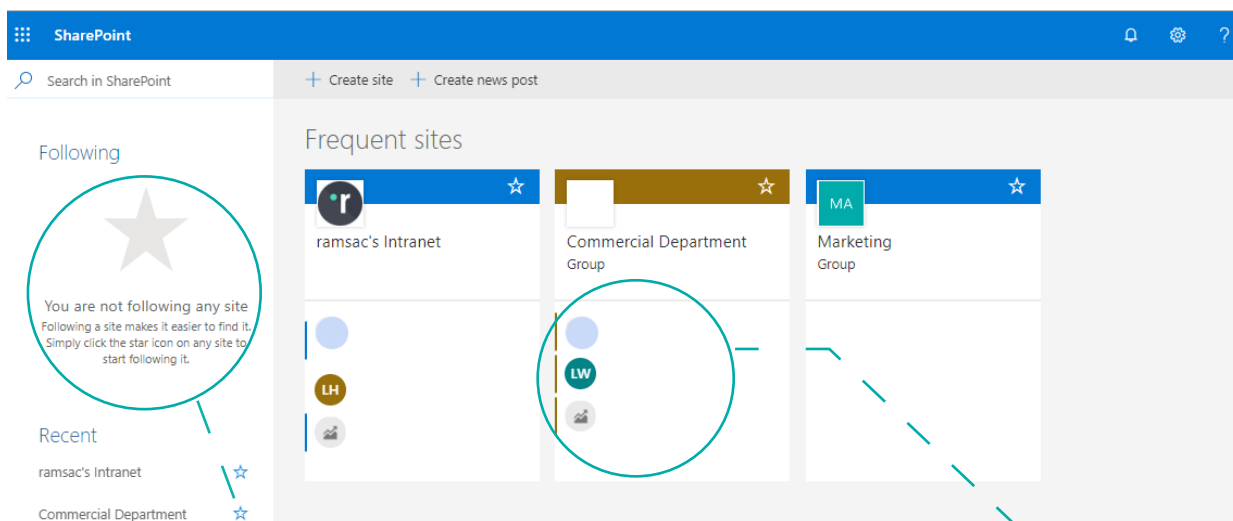 SharePoint
?
Search in SharePoint
+ Create site + Create news post
Following
You are not following any site
Following a site makes it easier to find it.
Simply click the star icon on any site to
start following it.
Recent
ramsac's Intranet
Commercial Department
Frequent sites
r
ramsac's Intranet
LH
Commercial Department
Group
LW
MA
Marketing
Group